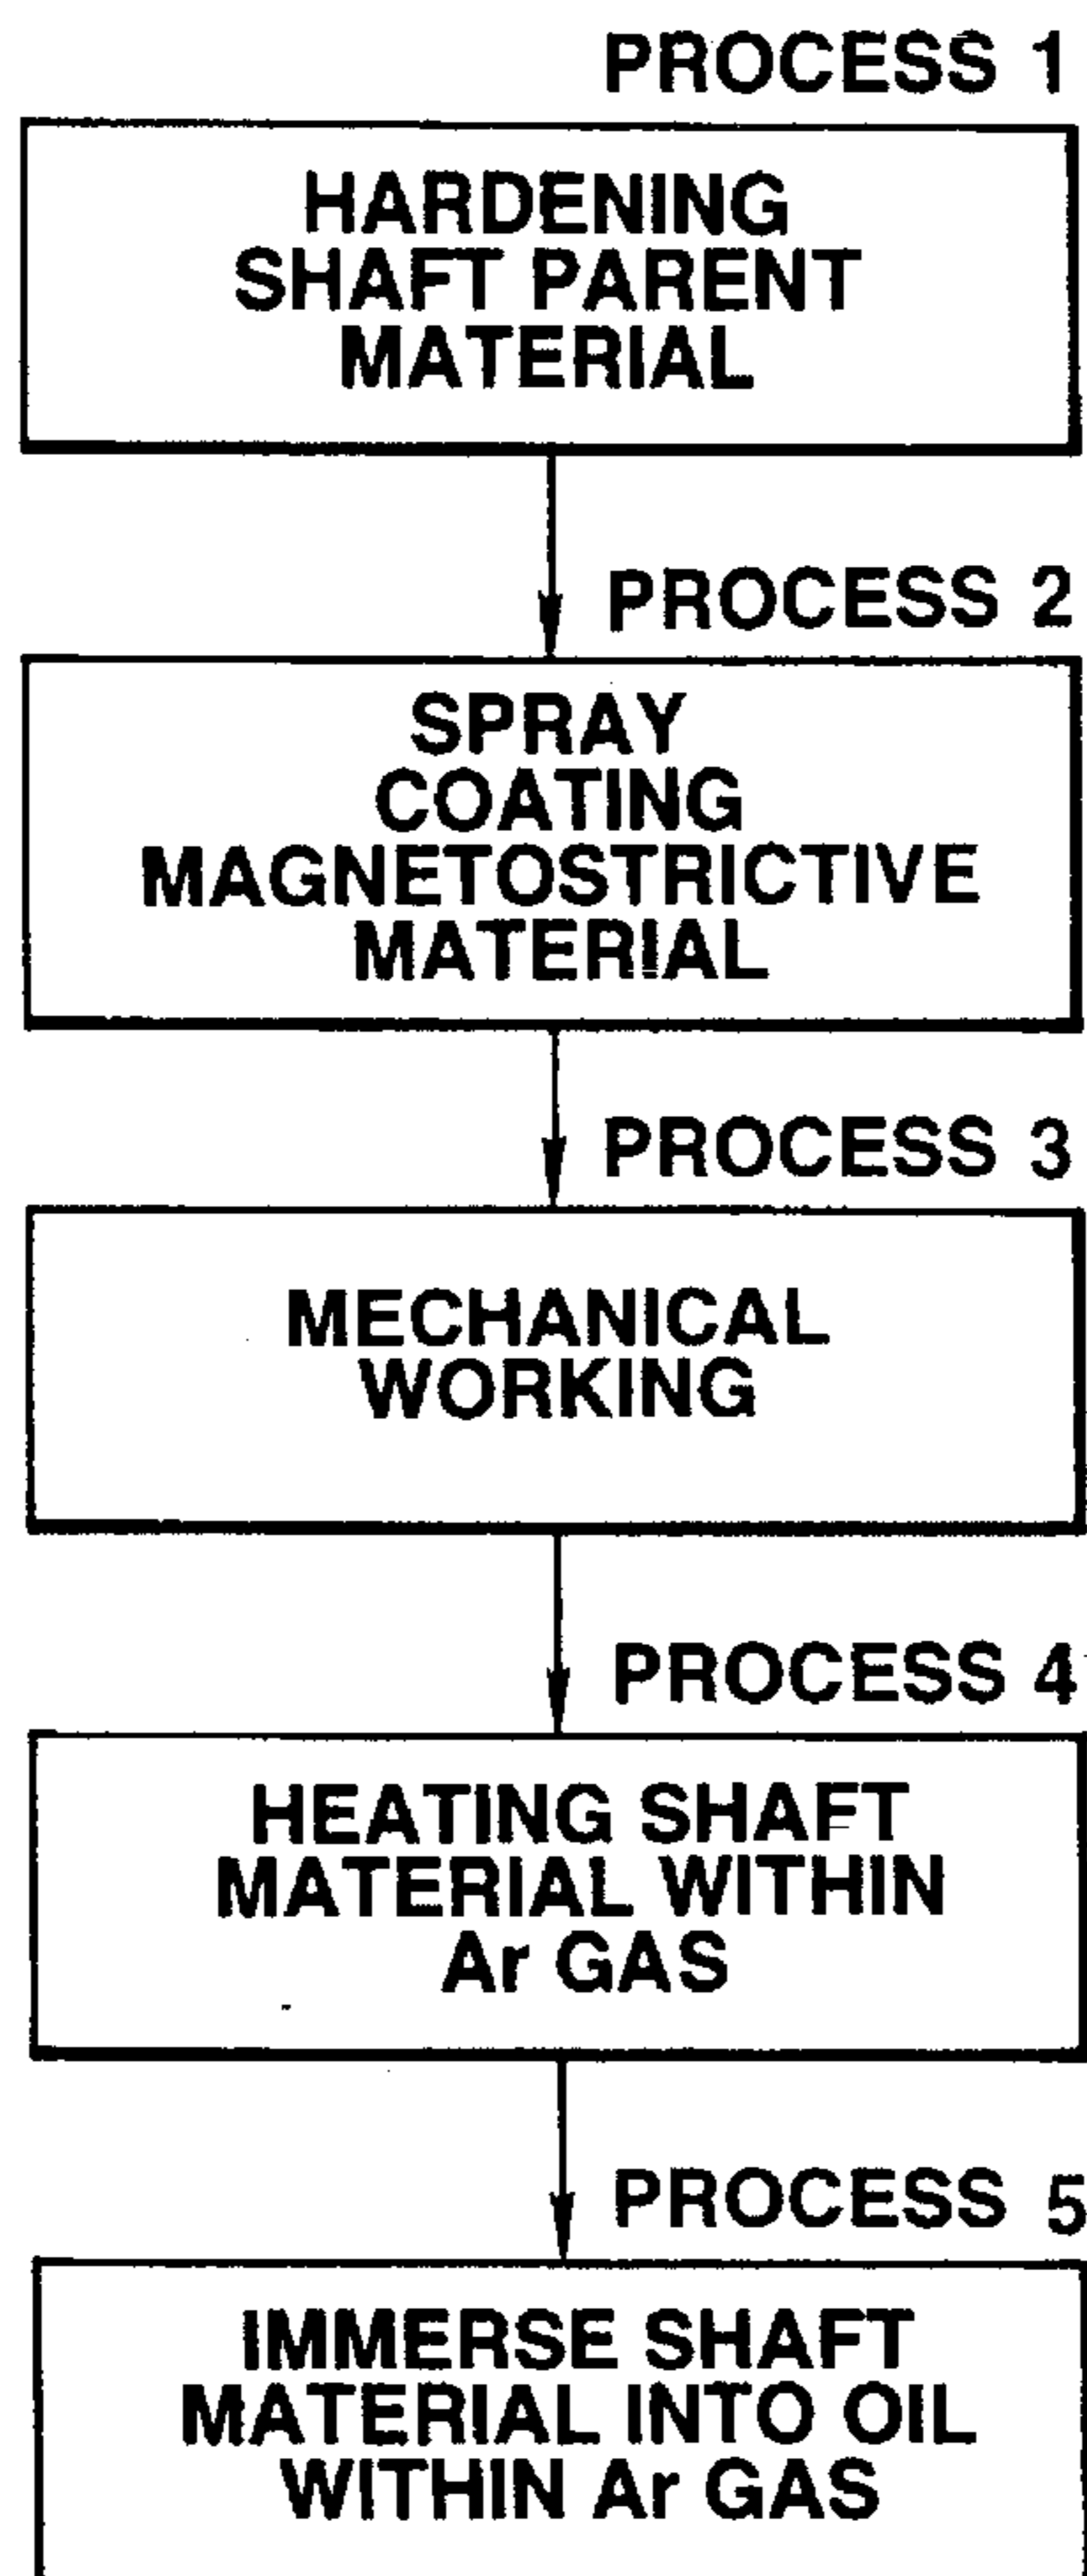 PROCESS 1
HARDENING
SHAFT PARENT
MATERIAL
PROCESS 2
SPRAY
COATING
MAGNETOSTRICTIVE
MATERIAL
PROCESS 3
MECHANICAL
WORKING
PROCESS 4
HEATING SHAFT
MATERIAL WITHIN
Ar GAS
PROCESS 5
IMMERSE SHAFT
MATERIAL INTO OIL
WITHIN Ar GAS